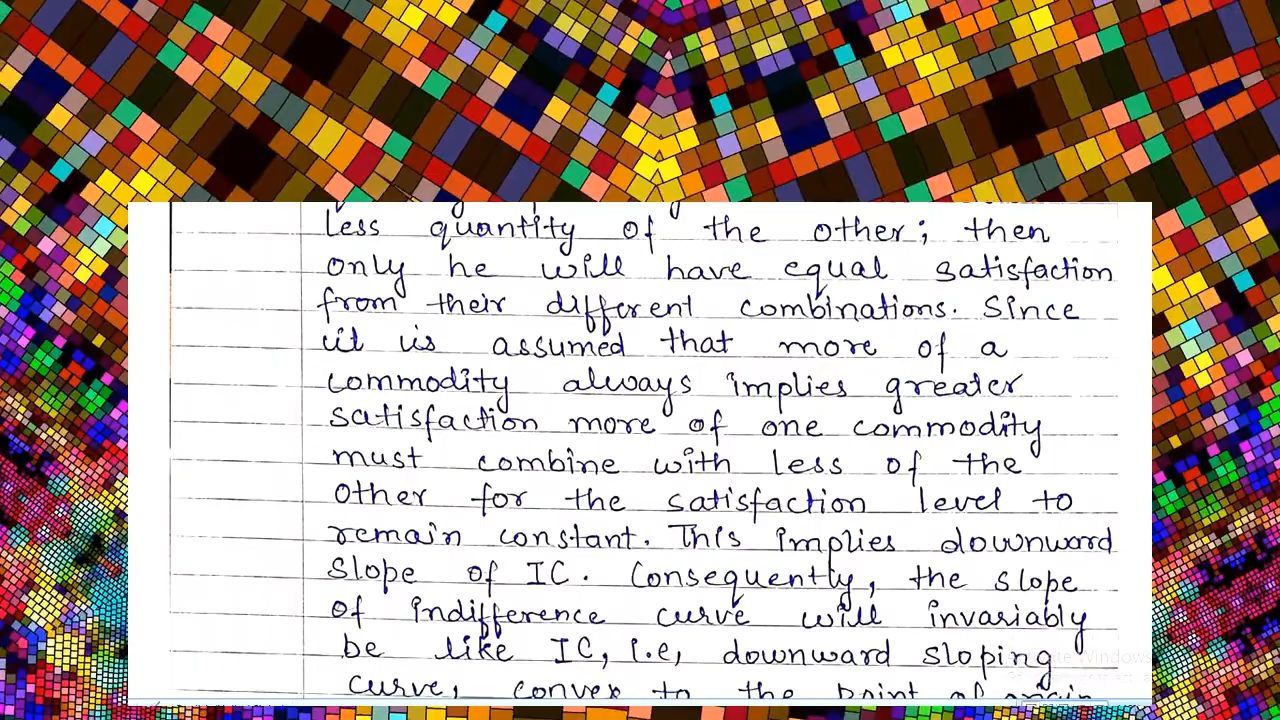 less quantity of the other; then
only he will have equal satisfaction
from their different combinations. Since
it is assumed that more of a
commodity always implies greater
satisfaction more of one commodity
must combine with less of the
other for the satisfaction level to
remain constant. This implies downward
slope of IC. Consequently, the slope
of indifference curve will invariably
be like IC, i.e, downward sloping
curve, convex to the point of origin